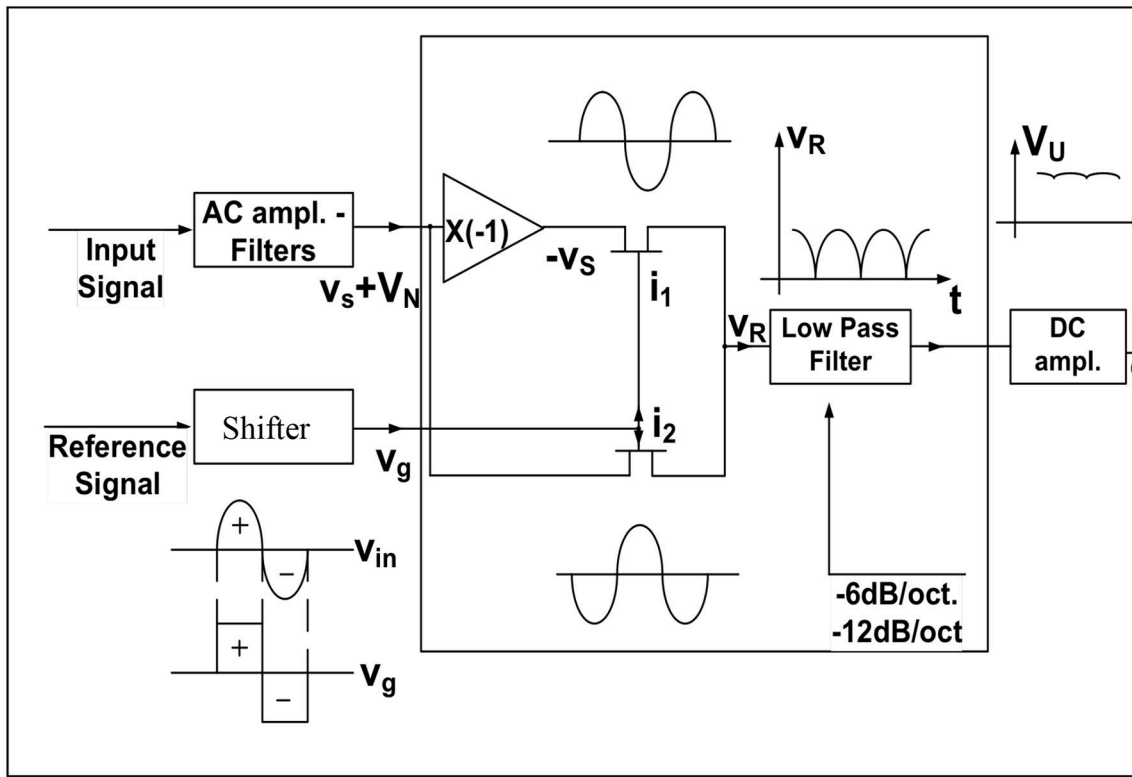 AC ampl. -
Filters
Input
Signal
v_s+V_N
X(-1)
-v_S
i_1
v_R
t
V_U
v_R
Low Pass
Filter
DC
ampl.
Reference
Signal
Shifter
v_g
i_2
+
−
v_in
+
−
v_g
-6dB/oct.
-12dB/oct